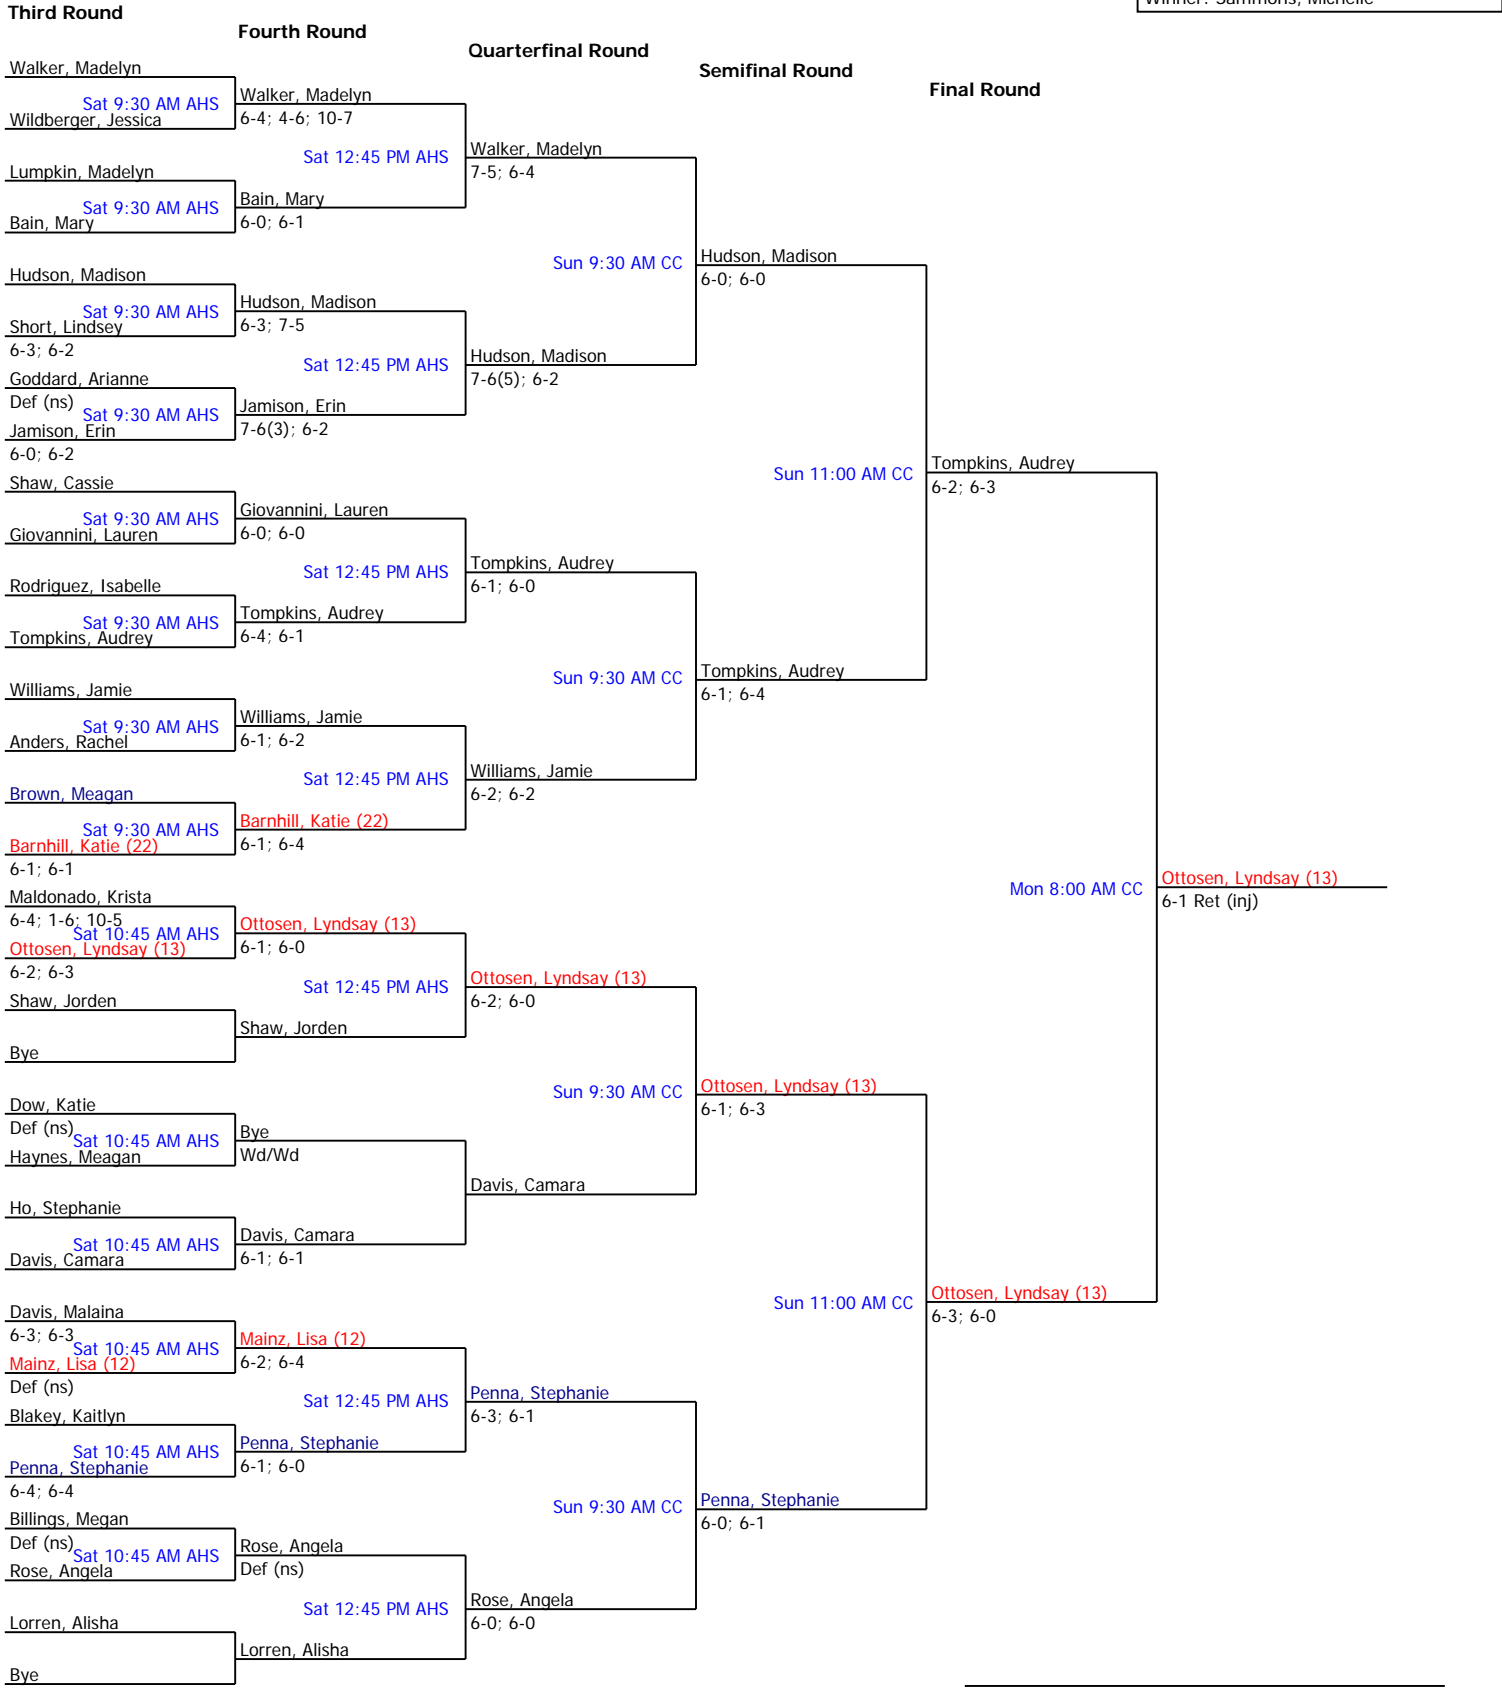 Winner: Sammons, Michelle
Third Round
Fourth Round
Quarterfinal Round
Semifinal Round
Final Round
Walker, Madelyn
Sat 9:30 AM AHS
Wildberger, Jessica
Lumpkin, Madelyn
Sat 9:30 AM AHS
Bain, Mary
Hudson, Madison
Sat 9:30 AM AHS
Short, Lindsey
6-3; 6-2
Goddard, Arianne
Def (ns)
Sat 9:30 AM AHS
Jamison, Erin
6-0; 6-2
Shaw, Cassie
Sat 9:30 AM AHS
Giovannini, Lauren
Rodriguez, Isabelle
Sat 9:30 AM AHS
Tompkins, Audrey
Williams, Jamie
Sat 9:30 AM AHS
Anders, Rachel
Brown, Meagan
Sat 9:30 AM AHS
Barnhill, Katie (22)
6-1; 6-1
Maldonado, Krista
6-4; 1-6; 10-5
Sat 10:45 AM AHS
Ottosen, Lyndsay (13)
6-2; 6-3
Shaw, Jorden
Bye
Dow, Katie
Def (ns)
Sat 10:45 AM AHS
Haynes, Meagan
Ho, Stephanie
Sat 10:45 AM AHS
Davis, Camara
Davis, Malaina
6-3; 6-3
Sat 10:45 AM AHS
Mainz, Lisa (12)
Def (ns)
Blakey, Kaitlyn
Sat 10:45 AM AHS
Penna, Stephanie
6-4; 6-4
Billings, Megan
Def (ns)
Sat 10:45 AM AHS
Rose, Angela
Lorren, Alisha
Bye
Walker, Madelyn
6-4; 4-6; 10-7
Sat 12:45 PM AHS
Bain, Mary
6-0; 6-1
Hudson, Madison
6-3; 7-5
Sat 12:45 PM AHS
Jamison, Erin
7-6(3); 6-2
Giovannini, Lauren
6-0; 6-0
Sat 12:45 PM AHS
Tompkins, Audrey
6-4; 6-1
Williams, Jamie
6-1; 6-2
Sat 12:45 PM AHS
Barnhill, Katie (22)
6-1; 6-4
Ottosen, Lyndsay (13)
6-1; 6-0
Sat 12:45 PM AHS
Shaw, Jorden
Bye
Wd/Wd
Davis, Camara
6-1; 6-1
Mainz, Lisa (12)
6-2; 6-4
Sat 12:45 PM AHS
Penna, Stephanie
6-1; 6-0
Rose, Angela
Def (ns)
Sat 12:45 PM AHS
Lorren, Alisha
Walker, Madelyn
7-5; 6-4
Sun 9:30 AM CC
Hudson, Madison
7-6(5); 6-2
Tompkins, Audrey
6-1; 6-0
Sun 9:30 AM CC
Williams, Jamie
6-2; 6-2
Ottosen, Lyndsay (13)
6-2; 6-0
Sun 9:30 AM CC
Davis, Camara
Penna, Stephanie
6-3; 6-1
Sun 9:30 AM CC
Rose, Angela
6-0; 6-0
Hudson, Madison
6-0; 6-0
Sun 11:00 AM CC
Tompkins, Audrey
6-1; 6-4
Ottosen, Lyndsay (13)
6-1; 6-3
Sun 11:00 AM CC
Penna, Stephanie
6-0; 6-1
Tompkins, Audrey
6-2; 6-3
Mon 8:00 AM CC
Ottosen, Lyndsay (13)
6-3; 6-0
Ottosen, Lyndsay (13)
6-1 Ret (inj)